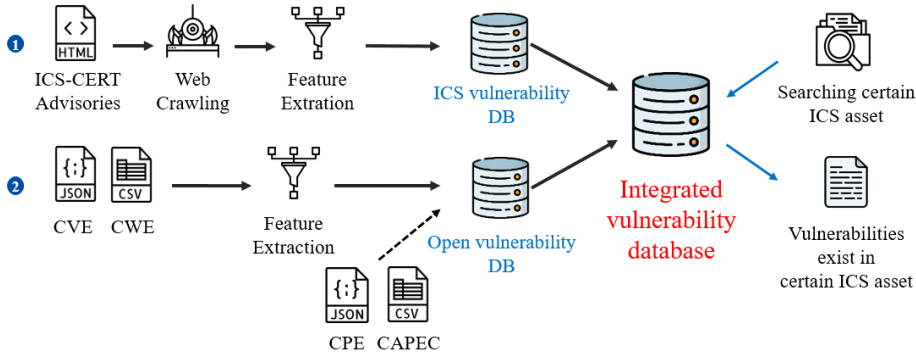 1
HTML
ICS-CERT
Advisories
Web
Crawling
Feature
Extration
ICS vulnerability
DB
Searching certain
ICS asset
2
{;}
JSON
CSV
CVE
CWE
Feature
Extraction
Open vulnerability
DB
Integrated
vulnerability
database
Vulnerabilities
exist in
certain ICS asset
{;}
JSON
CSV
CPE
CAPEC